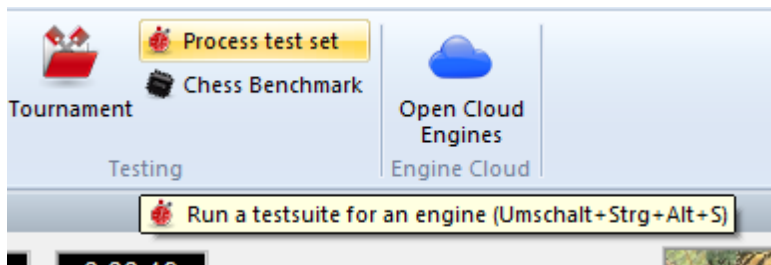 Process test set
Chess Benchmark
Tournament
Open Cloud
Engines
Testing
Engine Cloud
Run a testsuite for an engine (Umschalt+Strg+Alt+S)